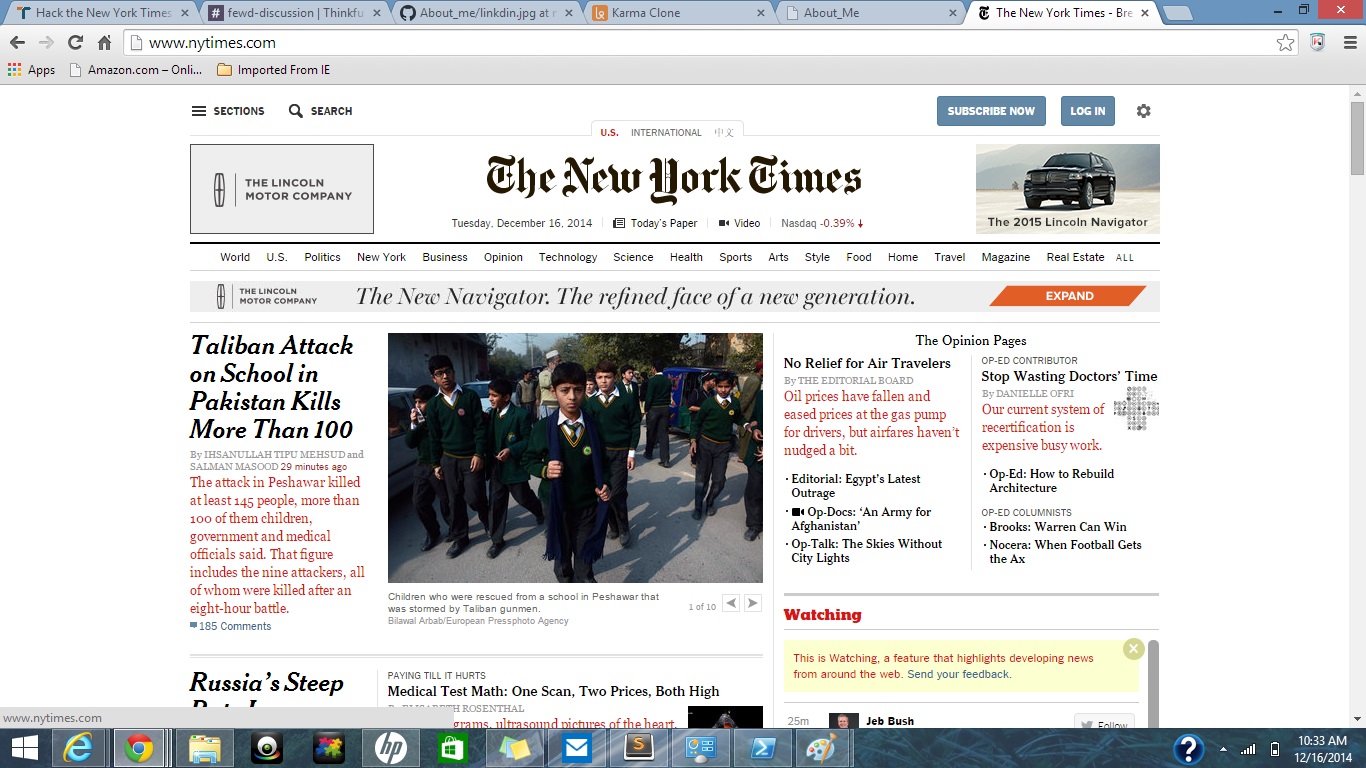 Hack the New York Times
fewd-discussion | Thinkfu
About_me/linkdin.jpg at r
Karma Clone
About_Me
The New York Times - Bre
www.nytimes.com
Apps
Amazon.com – Onli...
Imported From IE
SECTIONS
SEARCH
SUBSCRIBE NOW
LOG IN
U.S.
INTERNATIONAL
中文
THE LINCOLN
MOTOR COMPANY
The New York Times
The 2015 Lincoln Navigator
Tuesday, December 16, 2014
Today's Paper
Video
Nasdaq -0.39%
World U.S. Politics New York Business Opinion Technology Science Health Sports Arts Style Food Home Travel Magazine Real Estate ALL
THE LINCOLN
MOTOR COMPANY
The New Navigator. The refined face of a new generation.
EXPAND
Taliban Attack
on School in
Pakistan Kills
More Than 100
By IHSANULLAH TIPU MEHSUD and
SALMAN MASOOD 29 minutes ago
The attack in Peshawar killed
at least 145 people, more than
100 of them children,
government and medical
officials said. That figure
includes the nine attackers, all
of whom were killed after an
eight-hour battle.
185 Comments
Children who were rescued from a school in Peshawar that
was stormed by Taliban gunmen.
Bilawal Arbab/European Pressphoto Agency
1 of 10
The Opinion Pages
No Relief for Air Travelers
By THE EDITORIAL BOARD
Oil prices have fallen and
eased prices at the gas pump
for drivers, but airfares haven't
nudged a bit.
· Editorial: Egypt's Latest
Outrage
· Op-Docs: 'An Army for
Afghanistan'
· Op-Talk: The Skies Without
City Lights
OP-ED CONTRIBUTOR
Stop Wasting Doctors' Time
By DANIELLE OFRI
Our current system of
recertification is
expensive busy work.
· Op-Ed: How to Rebuild
Architecture
OP-ED COLUMNISTS
· Brooks: Warren Can Win
· Nocera: When Football Gets
the Ax
Watching
This is Watching, a feature that highlights developing news
from around the web. Send your feedback.
25m
Jeb Bush
Follow
Russia's Steep
PAYING TILL IT HURTS
Medical Test Math: One Scan, Two Prices, Both High
By ELISABETH ROSENTHAL
ultrasound pictures of the heart,
www.nytimes.com
10:33 AM
12/16/2014